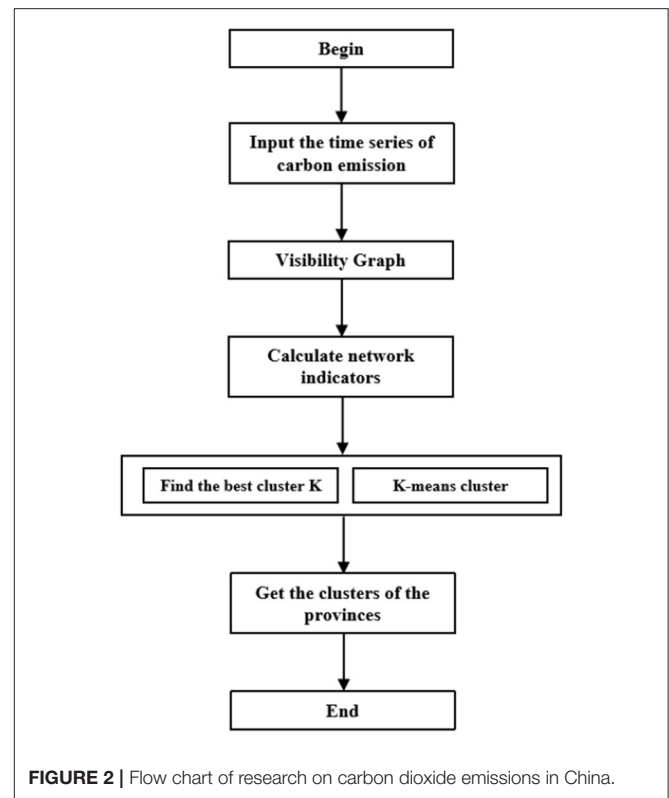 Begin
Input the time series of
carbon emission
Visibility Graph
Calculate network
indicators
Find the best cluster K
K-means cluster
Get the clusters of the
provinces
End
FIGURE 2 | Flow chart of research on carbon dioxide emissions in China.